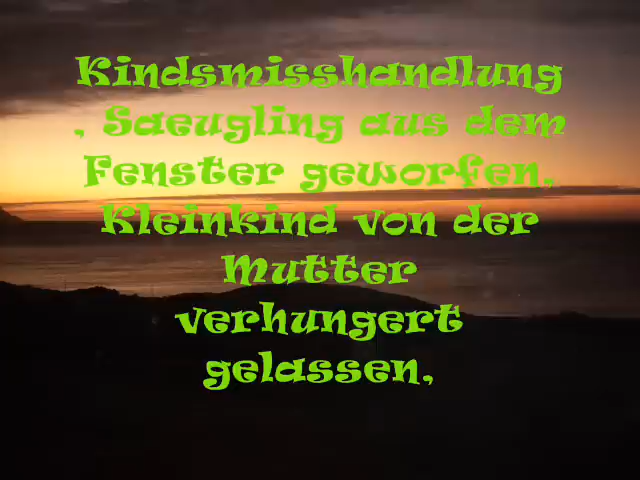 Kindsmisshandlung
, Saeugling aus dem
Fenster geworfen,
Kleinkind von der
Mutter
verhungert
gelassen,